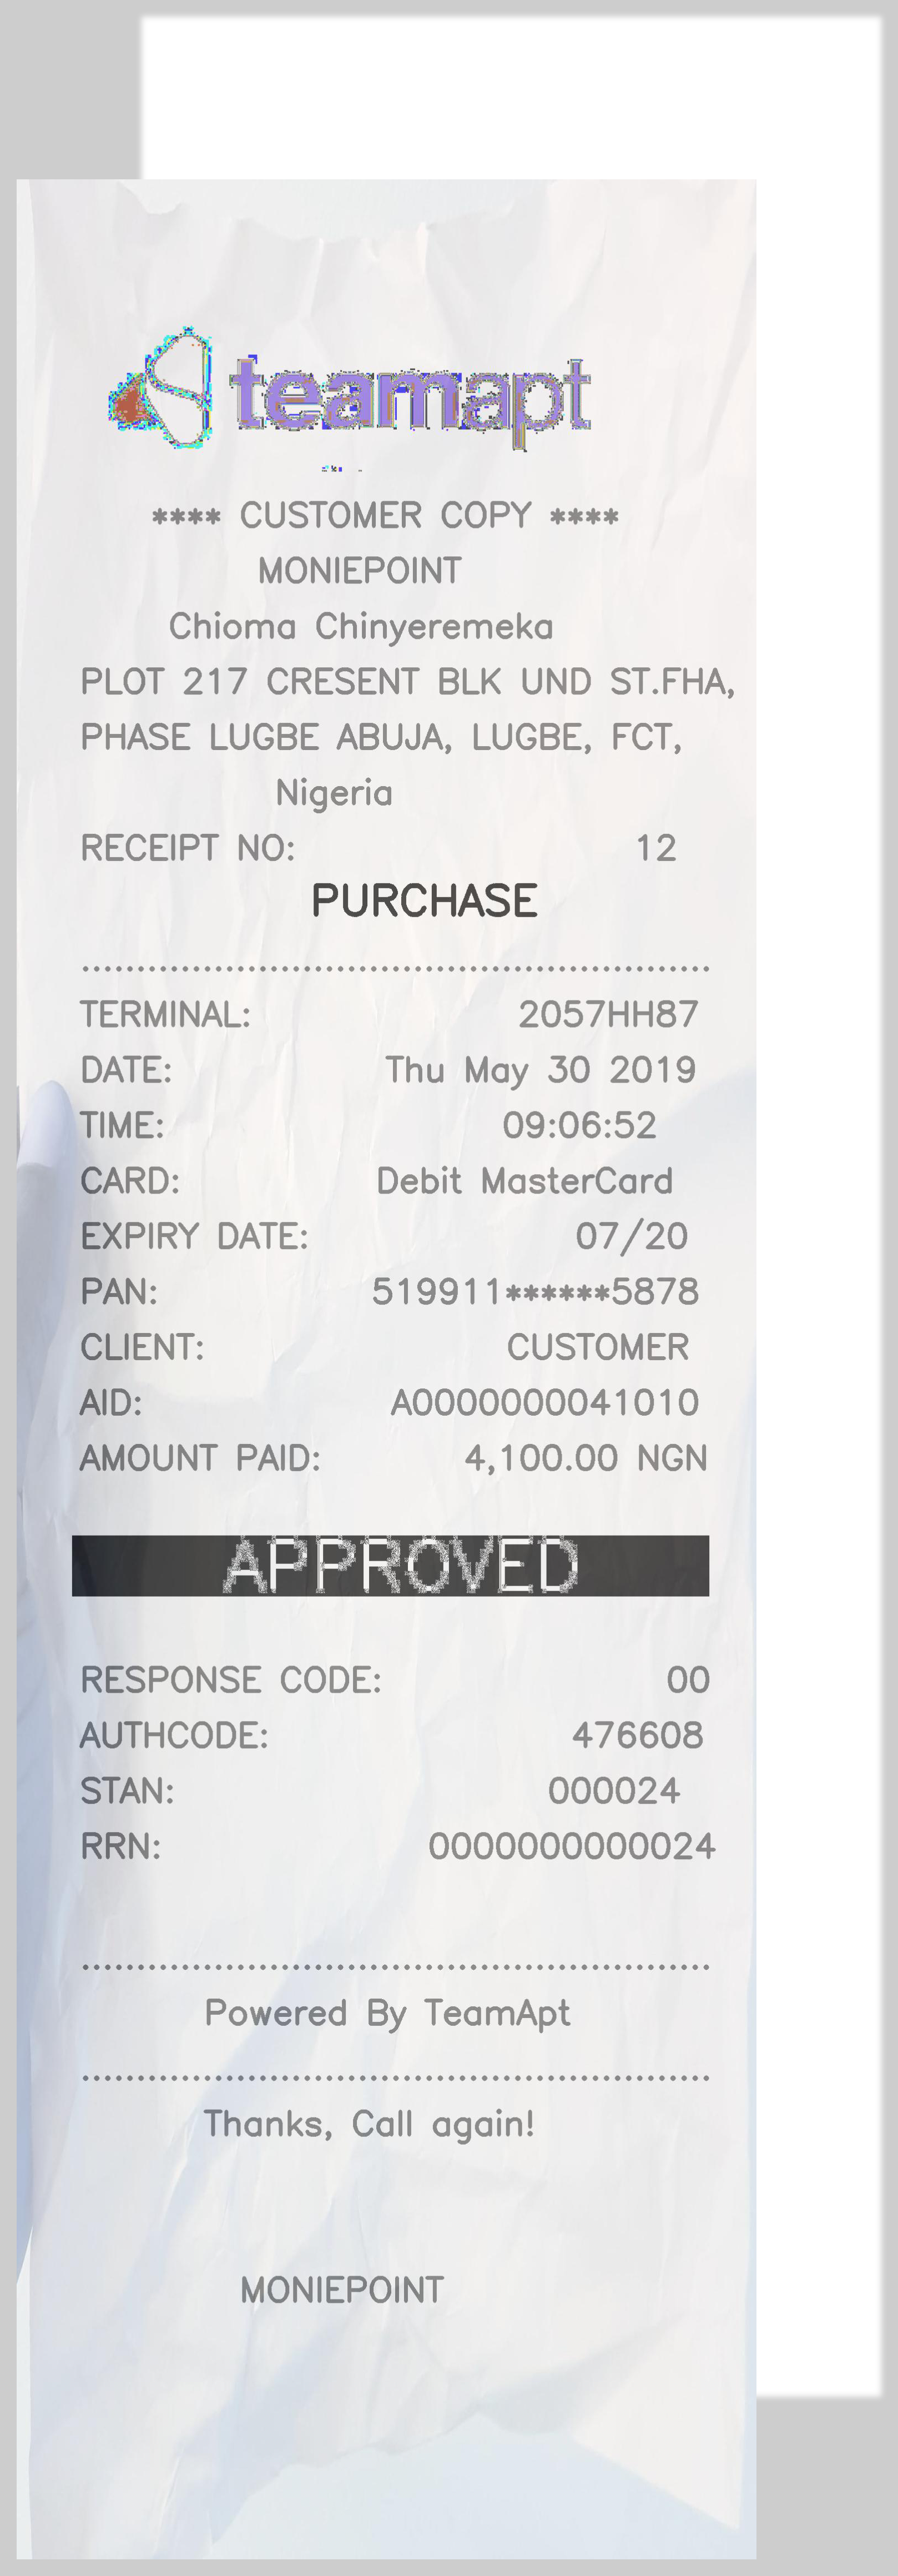 teamapt
**** CUSTOMER COPY ****
MONIEPOINT
Chioma Chinyeremeka
PLOT 217 CRESENT BLK UND ST.FHA,
PHASE LUGBE ABUJA, LUGBE, FCT,
Nigeria
RECEIPT NO: 12
PURCHASE
TERMINAL: 2057HH87
DATE: Thu May 30 2019
TIME: 09:06:52
CARD: Debit MasterCard
EXPIRY DATE: 07/20
PAN: 519911******5878
CLIENT: CUSTOMER
AID: A0000000041010
AMOUNT PAID: 4,100.00 NGN
APPROVED
RESPONSE CODE: 00
AUTHCODE: 476608
STAN: 000024
RRN: 0000000000024
Powered By TeamApt
Thanks, Call again!
MONIEPOINT